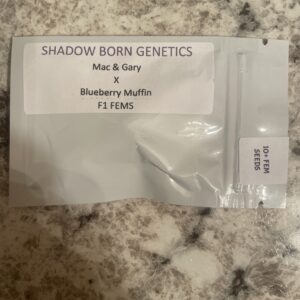 SHADOW BORN GENETICS
Mac & Gary
X
Blueberry Muffin
F1 FEMS
10+ FEM
SEEDS